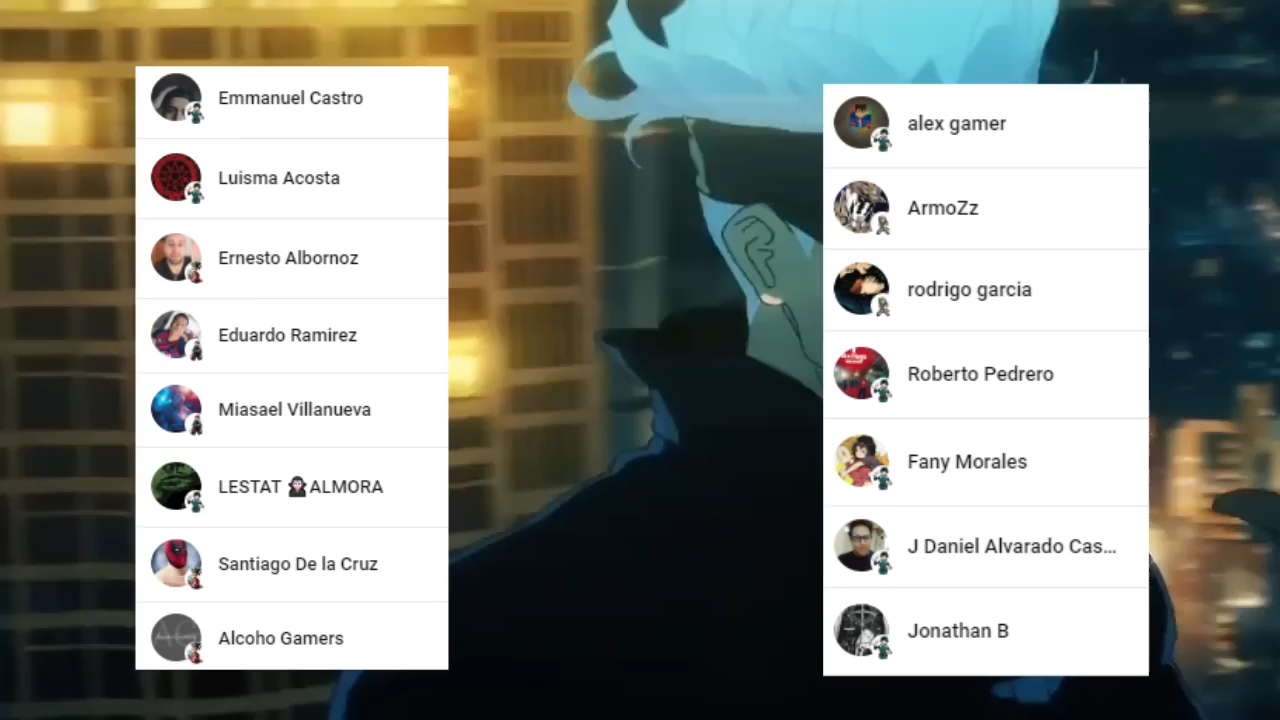 Emmanuel Castro
Luisma Acosta
Ernesto Albornoz
Eduardo Ramirez
Miasael Villanueva
LESTAT 🧛🏻‍♂️ALMORA
Santiago De la Cruz
Alcoho Gamers
alex gamer
ArmoZz
rodrigo garcia
Roberto Pedrero
Fany Morales
J Daniel Alvarado Cas...
Jonathan B